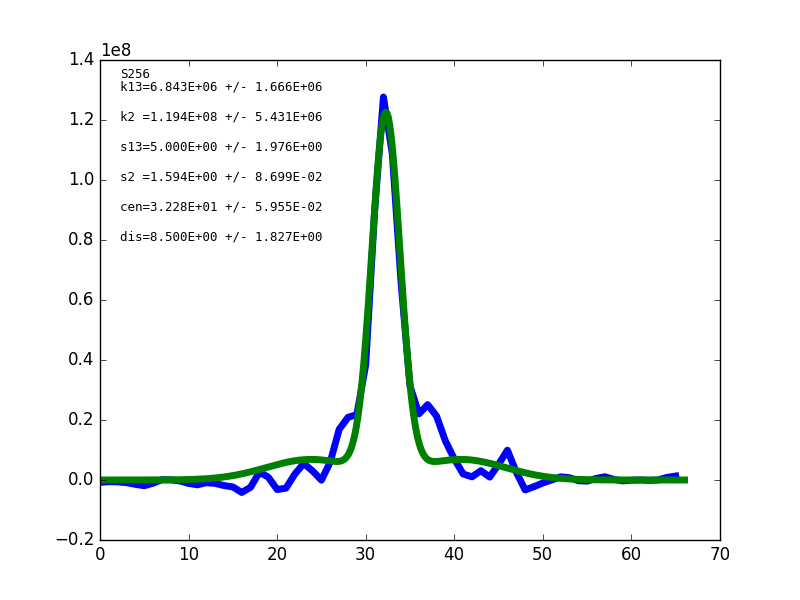 1e8
S256
k13=6.843E+06 +/- 1.666E+06
k2 =1.194E+08 +/- 5.431E+06
s13=5.000E+00 +/- 1.976E+00
s2 =1.594E+00 +/- 8.699E-02
cen=3.228E+01 +/- 5.955E-02
dis=8.500E+00 +/- 1.827E+00
1.4
1.2
1.0
0.8
0.6
0.4
0.2
0.0
−0.2
0 10 20 30 40 50 60 70